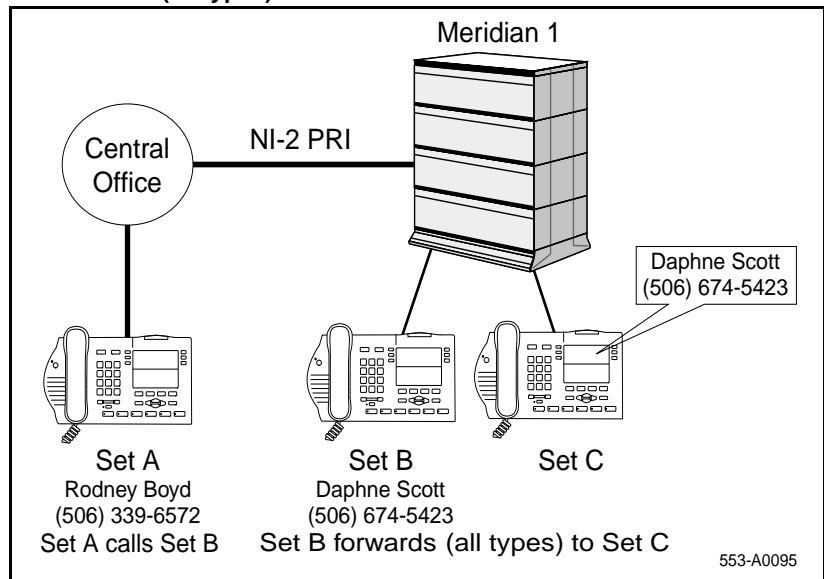 Meridian 1
Central
Office
NI-2 PRI
Daphne Scott
(506) 674-5423
Set A
Rodney Boyd
(506) 339-6572
Set A calls Set B
Set B
Daphne Scott
(506) 674-5423
Set B forwards (all types) to Set C
Set C
553-A0095